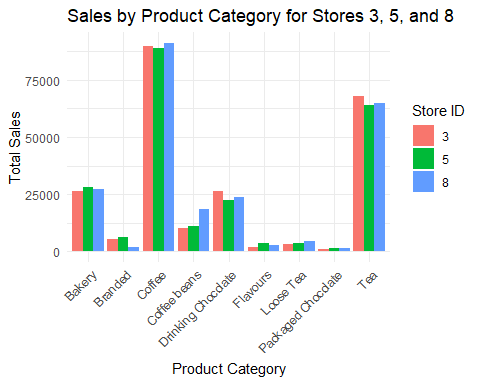 Sales by Product Category for Stores 3, 5, and 8
Total Sales
75000
50000
25000
0
Bakery
Branded
Coffee
Coffee beans
Drinking Chocolate
Flavours
Loose Tea
Packaged Chocolate
Tea
Product Category
Store ID
3
5
8